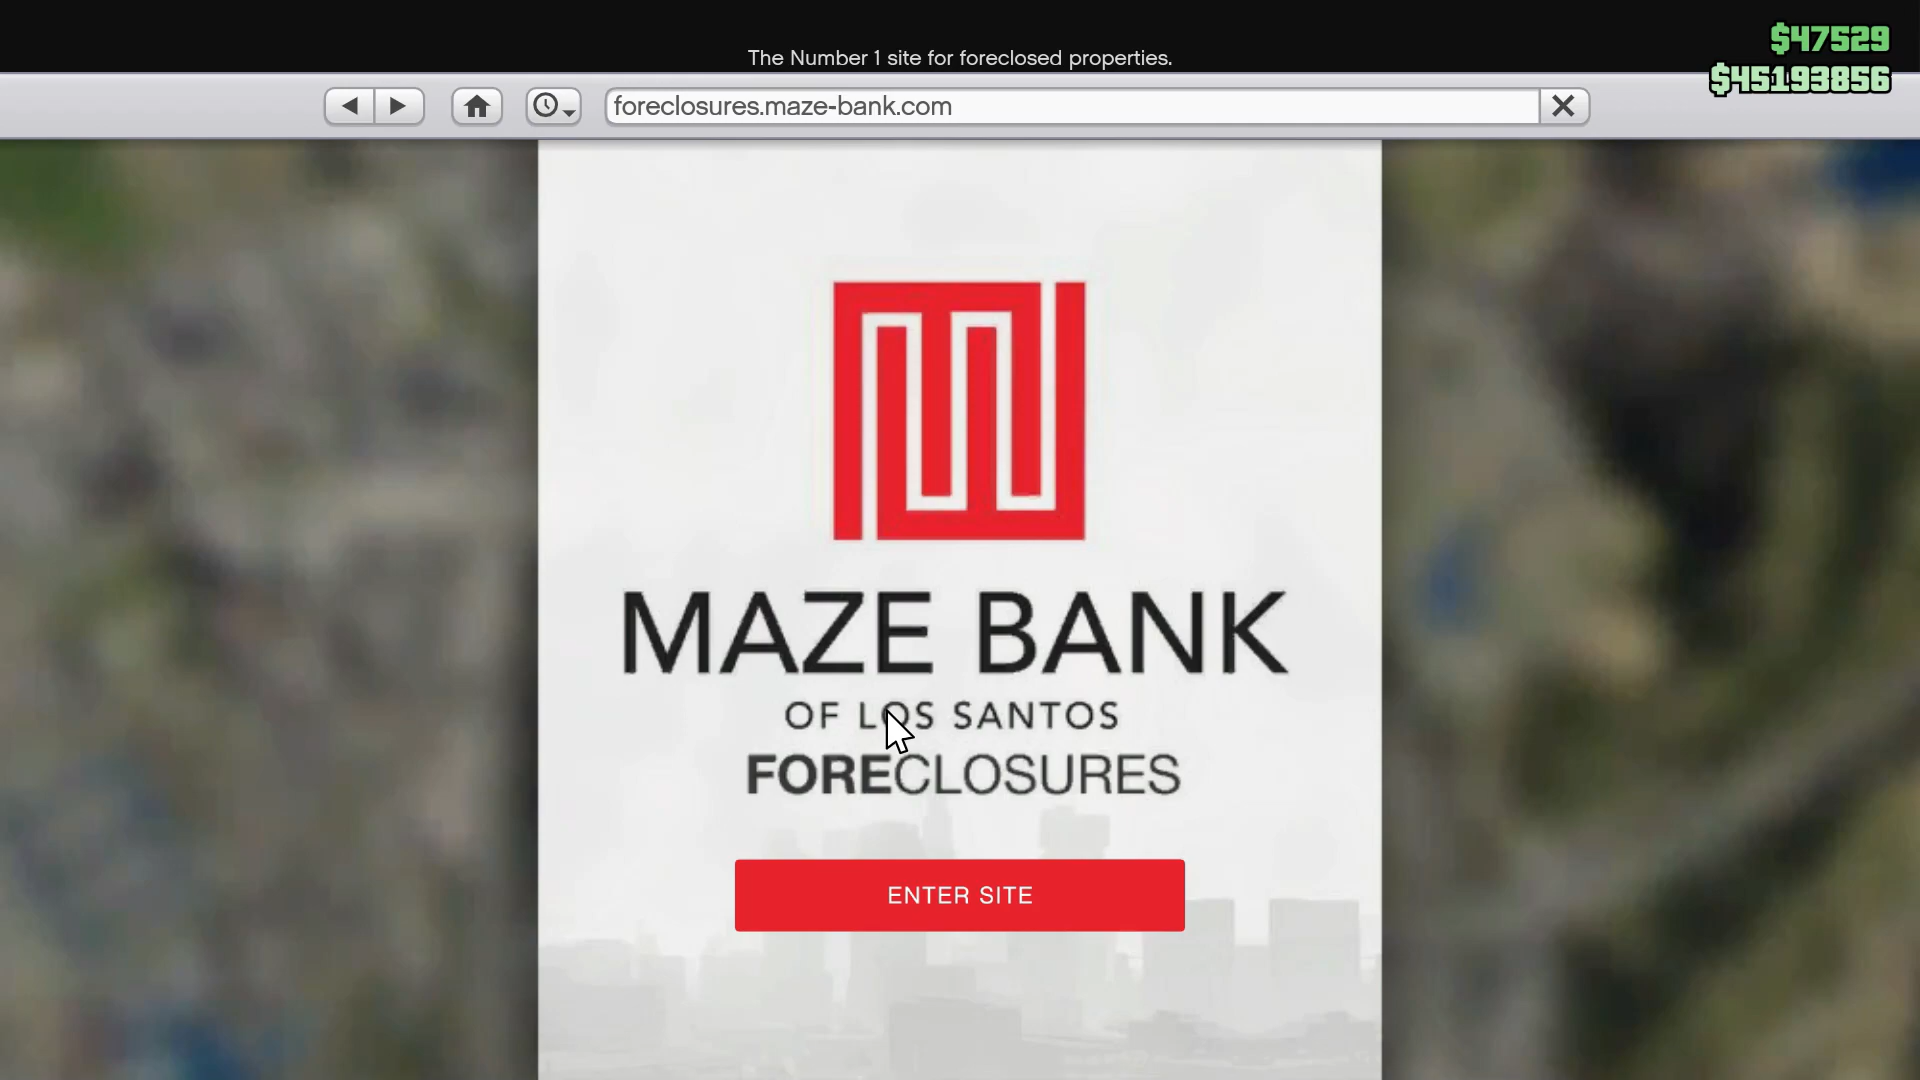 The Number 1 site for foreclosed properties.
$47529
$45193856
foreclosures.maze-bank.com
MAZE BANK
OF LOS SANTOS
FORECLOSURES
ENTER SITE